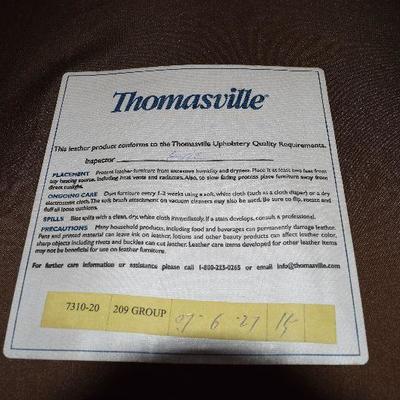 Thomasville
This leather product conforms to the Thomasville Upholstery Quality Requirements.
Inspector
PLACEMENT Protect leather furniture from excessive humidity and dryness. Place it at least two feet from
any heating source, including heat vents and radiators. Also, to slow fading process place furniture away from
direct sunlight.
ONGOING CARE Dust furniture every 1-2 weeks using a soft, white cloth (such as a cloth diaper) or a dry
electrostatic cloth. The soft brush attachment on vacuum cleaners may also be used. Be sure to flip, rotate and
fluff all loose cushions.
SPILLS Blot spills with a clean, dry, white cloth immediately. If a stain develops, consult a professional.
PRECAUTIONS Many household products, including food and beverages can permanently damage leather.
Pens and printed material can leave ink on leather, lotions and other beauty products can affect leather color,
sharp objects including rivets and buckles can cut leather. Leather care items developed for other leather items
may not be beneficial for use on leather furniture.
For further care information or assistance please call 1-800-225-0265 or email info@thomasville.com.
7310-20 209 GROUP 07-6-27